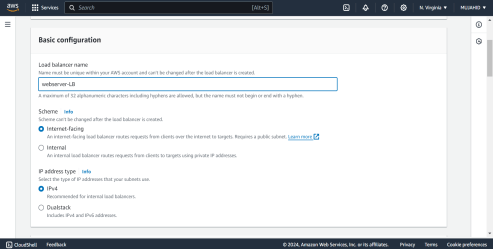 aws
Services
Search
[Alt+S]
N. Virginia
MUJAHID
Basic configuration
Load balancer name
Name must be unique within your AWS account and can't be changed after the load balancer is created.
webserver-LB
A maximum of 32 alphanumeric characters including hyphens are allowed, but the name must not begin or end with a hyphen.
Scheme Info
Scheme can't be changed after the load balancer is created.
Internet-facing
An internet-facing load balancer routes requests from clients over the internet to targets. Requires a public subnet. Learn more
Internal
An internal load balancer routes requests from clients to targets using private IP addresses.
IP address type Info
Select the type of IP addresses that your subnets use.
IPv4
Recommended for internal load balancers.
Dualstack
Includes IPv4 and IPv6 addresses.
CloudShell Feedback © 2024, Amazon Web Services, Inc. or its affiliates. Privacy Terms Cookie preferences